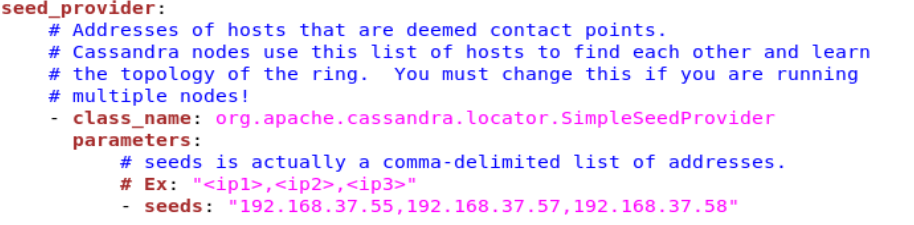 seed_provider:
# Addresses of hosts that are deemed contact points.
# Cassandra nodes use this list of hosts to find each other and learn
# the topology of the ring.  You must change this if you are running
# multiple nodes!
- class_name: org.apache.cassandra.locator.SimpleSeedProvider
parameters:
# seeds is actually a comma-delimited list of addresses.
# Ex: "<ip1>,<ip2>,<ip3>"
- seeds: "192.168.37.55,192.168.37.57,192.168.37.58"